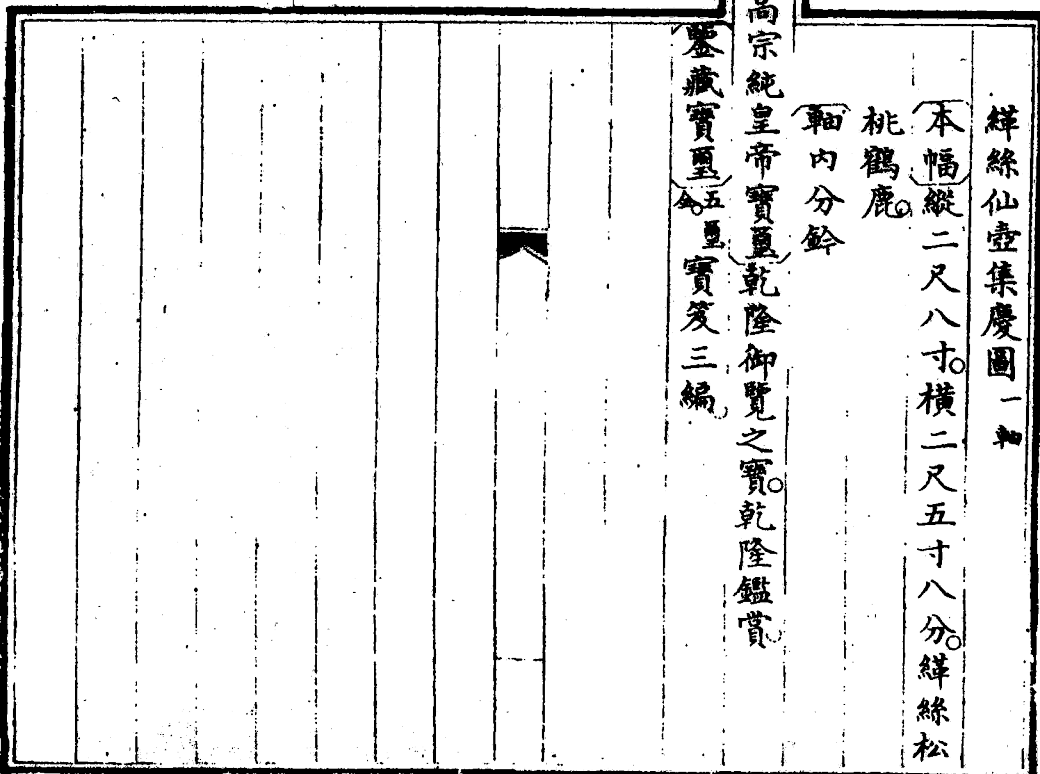 緙絲仙壺集慶圖一軸
本幅縱二尺八寸。橫二尺五寸八分。緙絲松
桃鶴鹿。
軸內分鈐
高宗純皇帝寶璽乾隆御覽之寶。乾隆鑑賞
鑒藏寶璽五璽全。寶笈三編